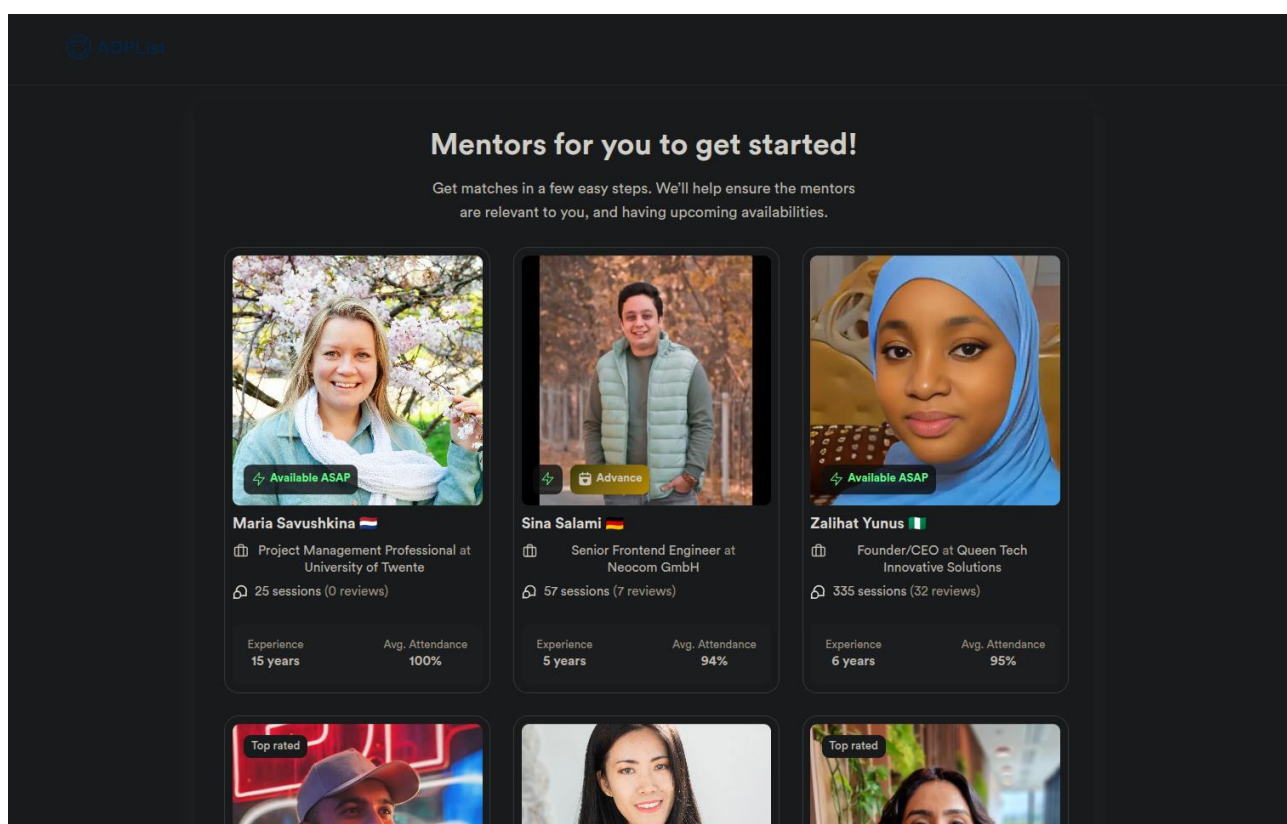 ADPList
Mentors for you to get started!
Get matches in a few easy steps. We’ll help ensure the mentors
are relevant to you, and having upcoming availabilities.
Available ASAP
Maria Savushkina
Project Management Professional at
University of Twente
25 sessions (0 reviews)
Experience Avg. Attendance
15 years 100%
Advance
Sina Salami
Senior Frontend Engineer at
Neocom GmbH
57 sessions (7 reviews)
Experience Avg. Attendance
5 years 94%
Available ASAP
Zalihat Yunus
Founder/CEO at Queen Tech
Innovative Solutions
335 sessions (32 reviews)
Experience Avg. Attendance
6 years 95%
Top rated
Top rated